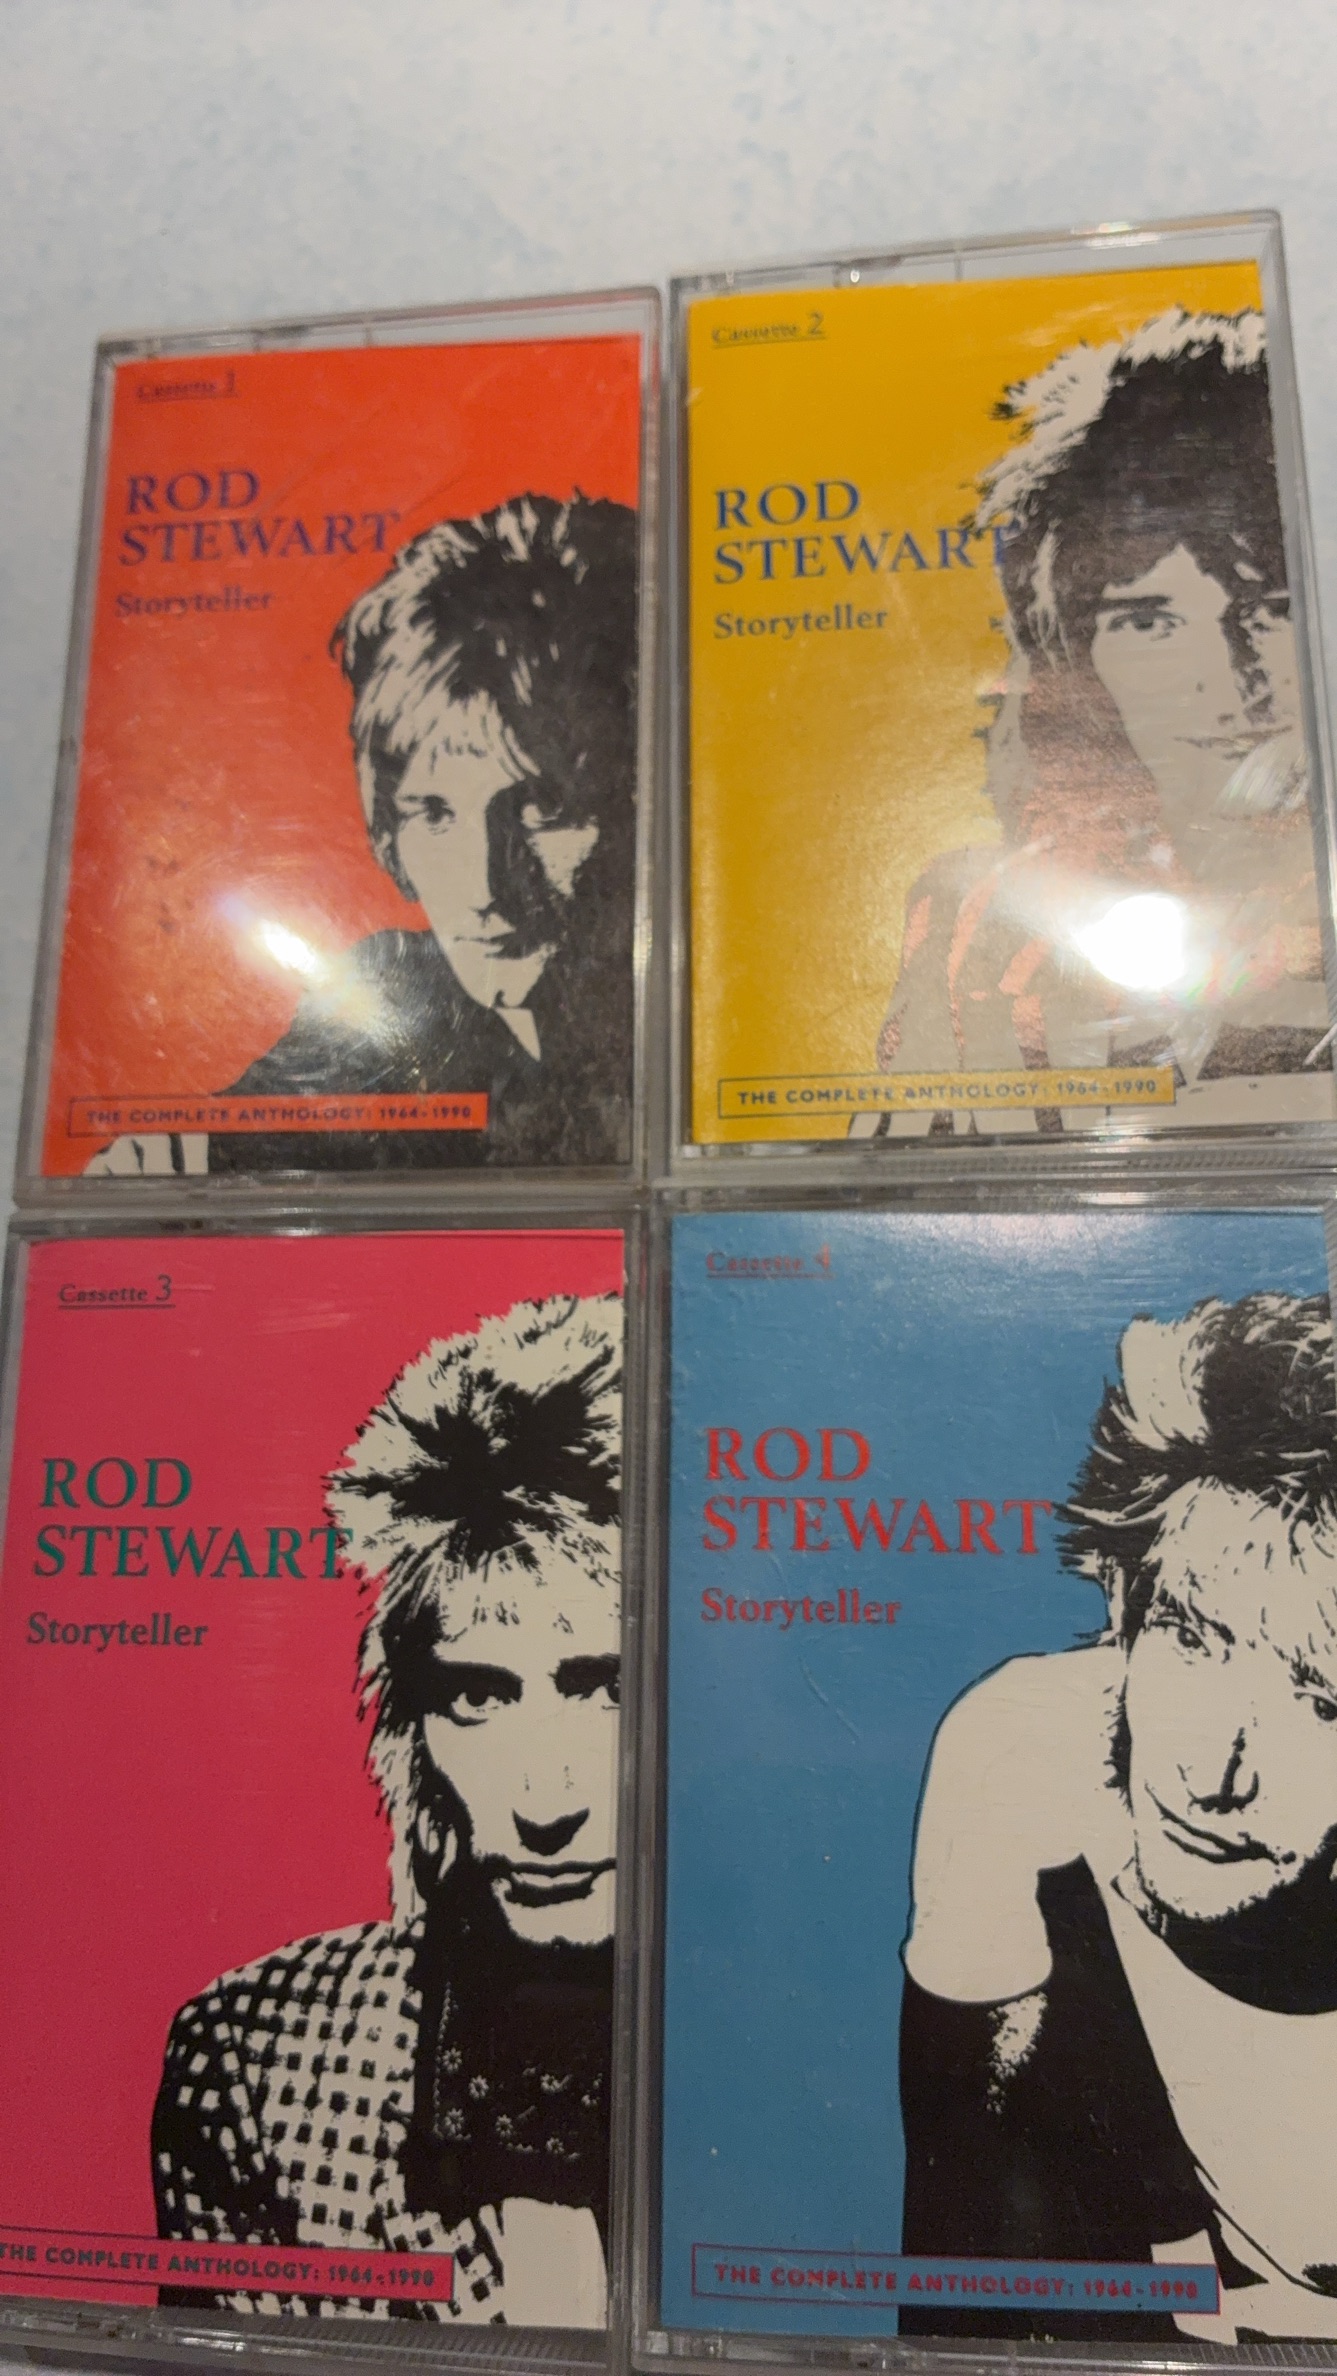 Cassette 1
ROD
STEWART
Storyteller
THE COMPLETE ANTHOLOGY: 1964-1990
Cassette 2
ROD
STEWART
Storyteller
THE COMPLETE ANTHOLOGY: 1964-1990
Cassette 3
ROD
STEWART
Storyteller
THE COMPLETE ANTHOLOGY: 1964-1990
Cassette 4
ROD
STEWART
Storyteller
THE COMPLETE ANTHOLOGY: 1964-1990